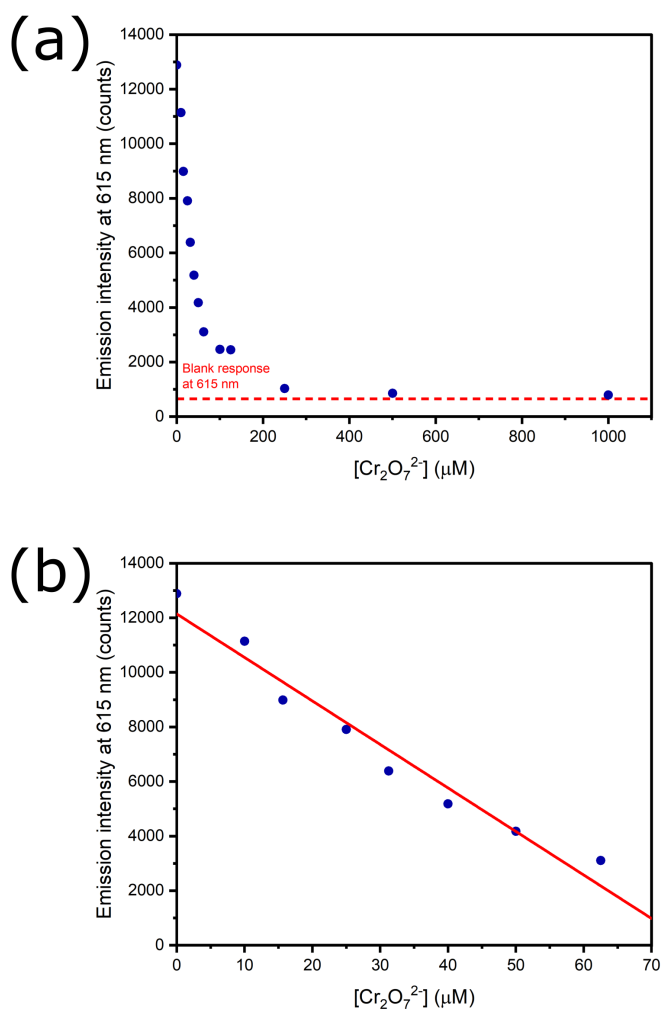 (a)
Emission intensity at 615 nm (counts)
14000
12000
10000
8000
6000
4000
2000
0
Blank response
at 615 nm
0 200 400 600 800 1000
[Cr₂O₇²⁻] (μM)
(b)
Emission intensity at 615 nm (counts)
14000
12000
10000
8000
6000
4000
2000
0
0 10 20 30 40 50 60 70
[Cr₂O₇²⁻] (μM)